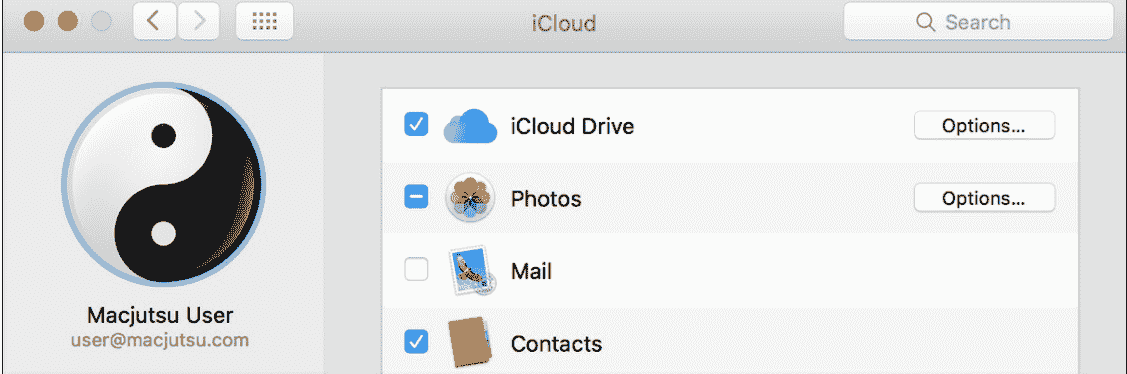 iCloud
Search
iCloud Drive
Options...
Photos
Options...
Mail
Contacts
Macjutsu User
user@macjutsu.com